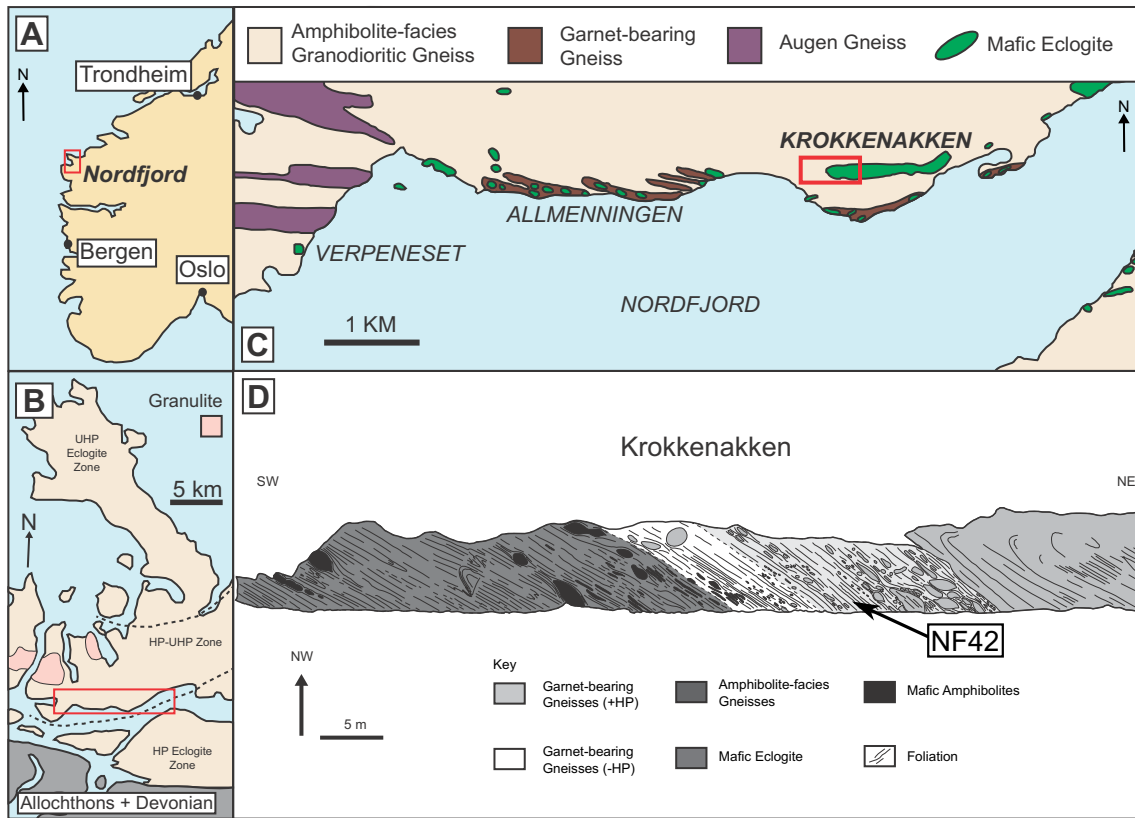 A
N
Trondheim
Nordfjord
Bergen
Oslo
Amphibolite-facies
Granodioritic Gneiss
Garnet-bearing
Gneiss
Augen Gneiss
Mafic Eclogite
N
KROKKENAKKEN
ALLMENNINGEN
VERPENESET
NORDFJORD
1 KM
C
B
Granulite
UHP
Eclogite
Zone
5 km
N
HP-UHP Zone
HP Eclogite
Zone
Allochthons + Devonian
D
Krokkenakken
SW
NE
NF42
NW
5 m
Key
Garnet-bearing
Gneisses (+HP)
Amphibolite-facies
Gneisses
Mafic Amphibolites
Garnet-bearing
Gneisses (-HP)
Mafic Eclogite
Foliation